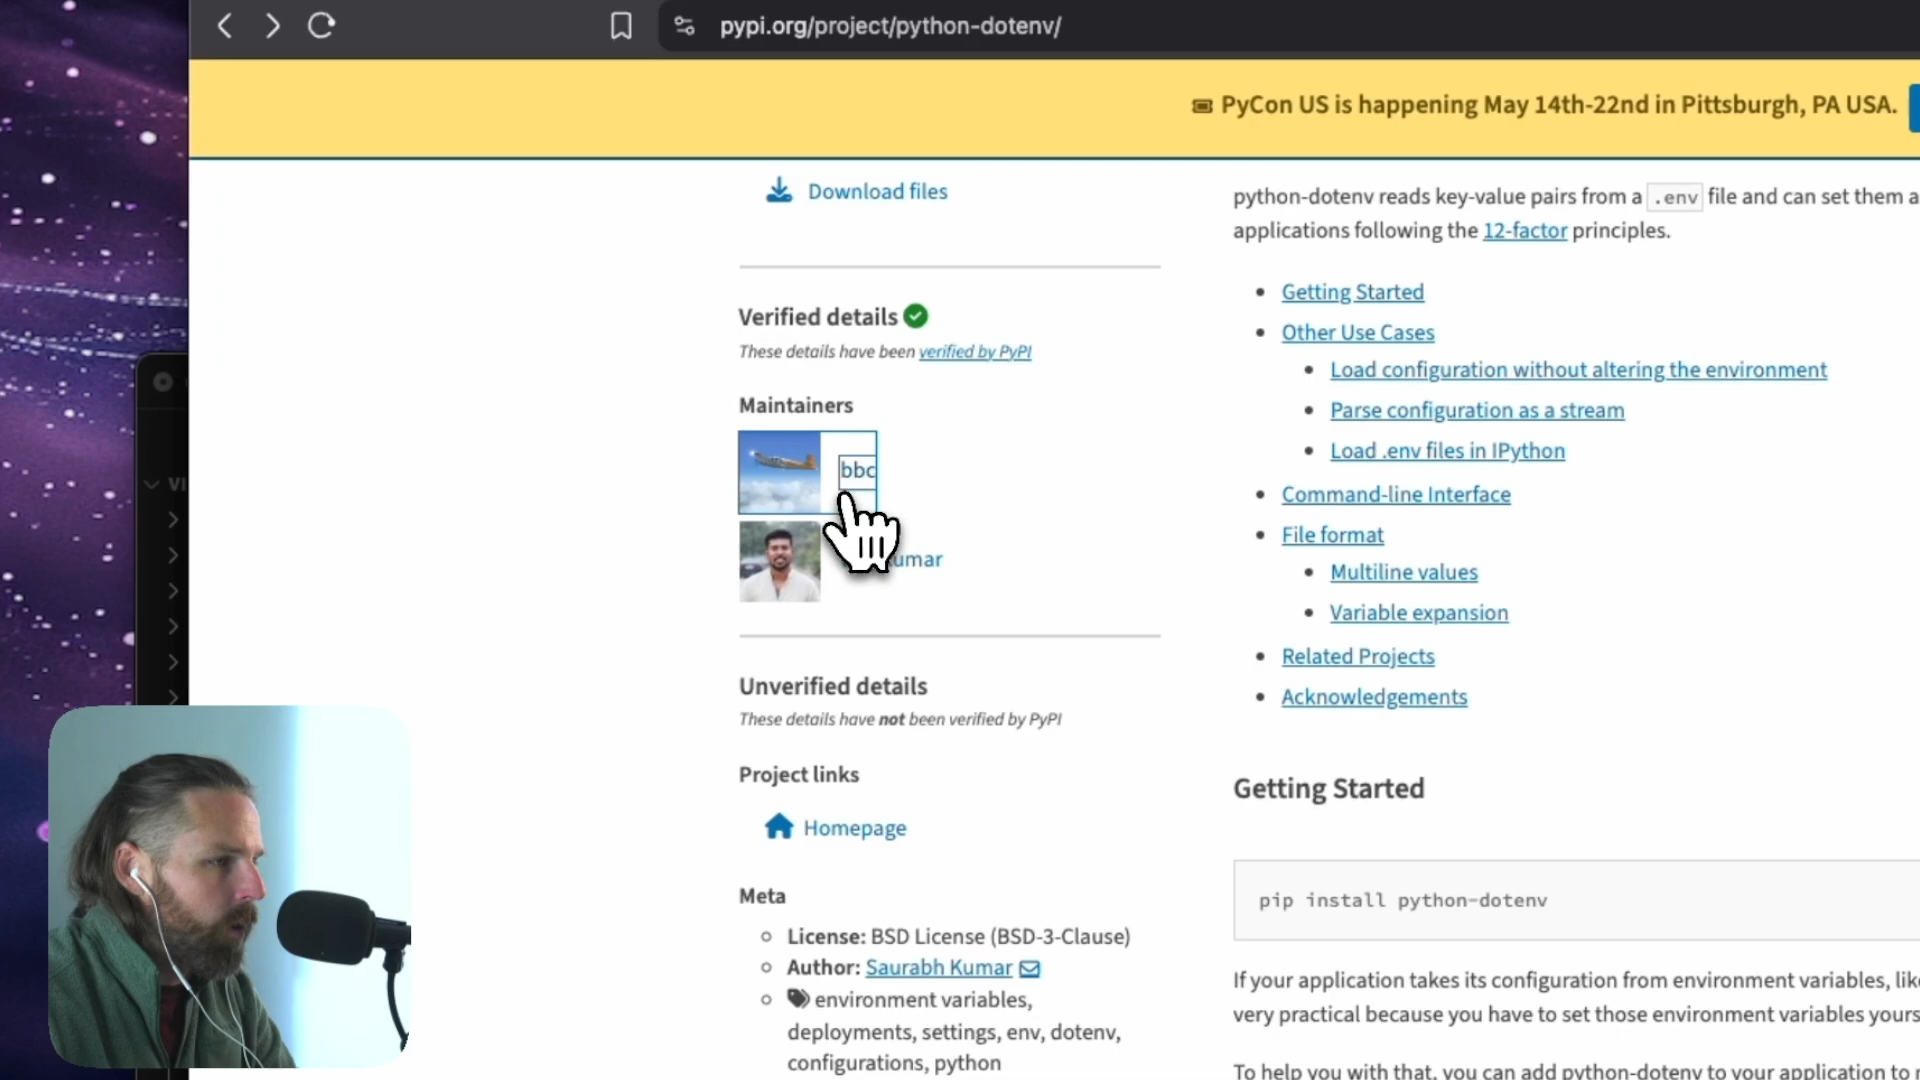 pypi.org/project/python-dotenv/
PyCon US is happening May 14th-22nd in Pittsburgh, PA USA.
Download files
Verified details
These details have been verified by PyPI
Maintainers
bbc
umar
Unverified details
These details have not been verified by PyPI
Project links
Homepage
Meta
License: BSD License (BSD-3-Clause)
Author: Saurabh Kumar
environment variables,
deployments, settings, env, dotenv,
configurations, python
python-dotenv reads key-value pairs from a .env file and can set them a
applications following the 12-factor principles.
Getting Started
Other Use Cases
Load configuration without altering the environment
Parse configuration as a stream
Load .env files in IPython
Command-line Interface
File format
Multiline values
Variable expansion
Related Projects
Acknowledgements
Getting Started
pip install python-dotenv
If your application takes its configuration from environment variables, lik
very practical because you have to set those environment variables yours
To help you with that, you can add python-dotenv to your application to
VI